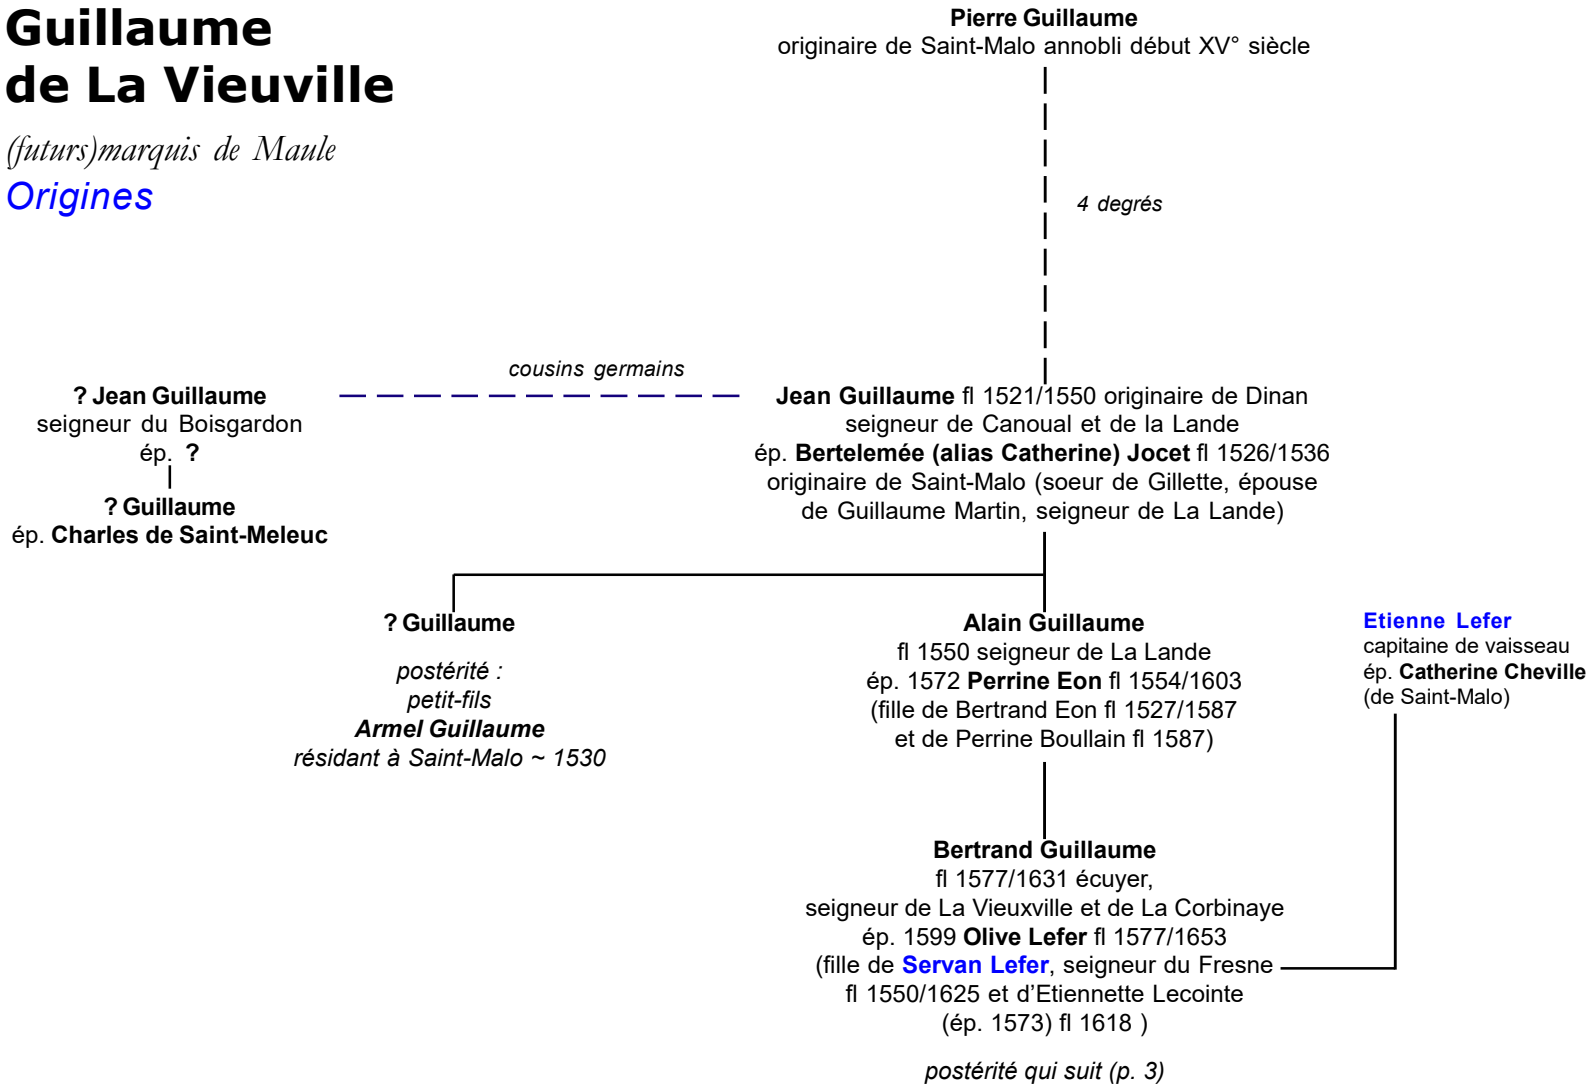 Guillaume
de La Vieuville
(futurs)marquis de Maule
Origines
Pierre Guillaume
originaire de Saint-Malo annobli début XV° siècle
4 degrés
cousins germains
? Jean Guillaume
seigneur du Boisgardon
ép. ?
? Guillaume
ép. Charles de Saint-Meleuc
Jean Guillaume fl 1521/1550 originaire de Dinan
seigneur de Canoual et de la Lande
ép. Bertelemée (alias Catherine) Jocet fl 1526/1536
originaire de Saint-Malo (soeur de Gillette, épouse
de Guillaume Martin, seigneur de La Lande)
? Guillaume
postérité :
petit-fils
Armel Guillaume
résidant à Saint-Malo ~ 1530
Alain Guillaume
fl 1550 seigneur de La Lande
ép. 1572 Perrine Eon fl 1554/1603
(fille de Bertrand Eon fl 1527/1587
et de Perrine Boullain fl 1587)
Etienne Lefer
capitaine de vaisseau
ép. Catherine Cheville
(de Saint-Malo)
Bertrand Guillaume
fl 1577/1631 écuyer,
seigneur de La Vieuxville et de La Corbinaye
ép. 1599 Olive Lefer fl 1577/1653
(fille de Servan Lefer, seigneur du Fresne
fl 1550/1625 et d'Etiennette Lecointe
(ép. 1573) fl 1618 )
postérité qui suit (p. 3)